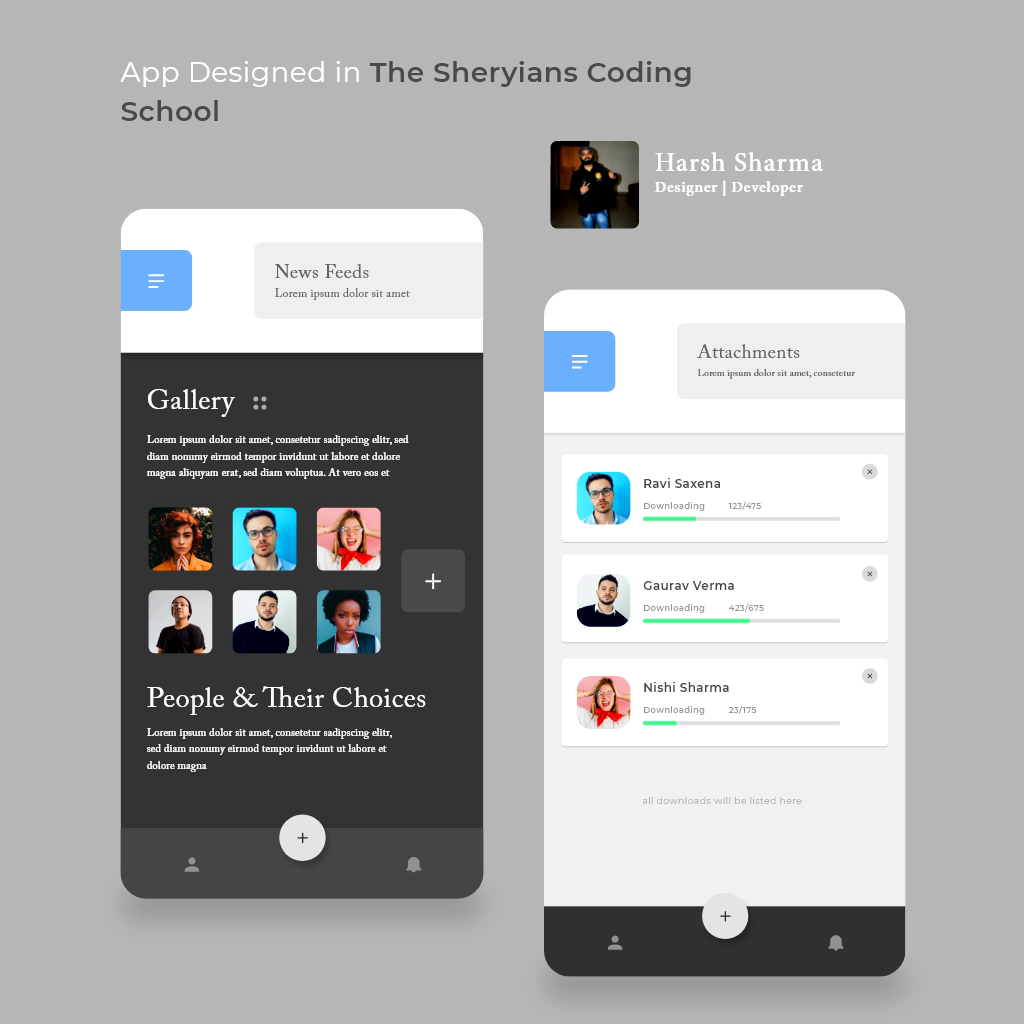 App Designed in The Sheryians Coding
School
Harsh Sharma
Designer | Developer
News Feeds
Lorem ipsum dolor sit amet
Gallery
Lorem ipsum dolor sit amet, consetetur sadipscing elitr, sed
diam nonumy eirmod tempor invidunt ut labore et dolore
magna aliquyam erat, sed diam voluptua. At vero eos et
People & Their Choices
Lorem ipsum dolor sit amet, consetetur sadipscing elitr,
sed diam nonumy eirmod tempor invidunt ut labore et
dolore magna
Attachments
Lorem ipsum dolor sit amet, consetetur
Ravi Saxena
Downloading 123/475
Gaurav Verma
Downloading 423/675
Nishi Sharma
Downloading 23/175
all downloads will be listed here